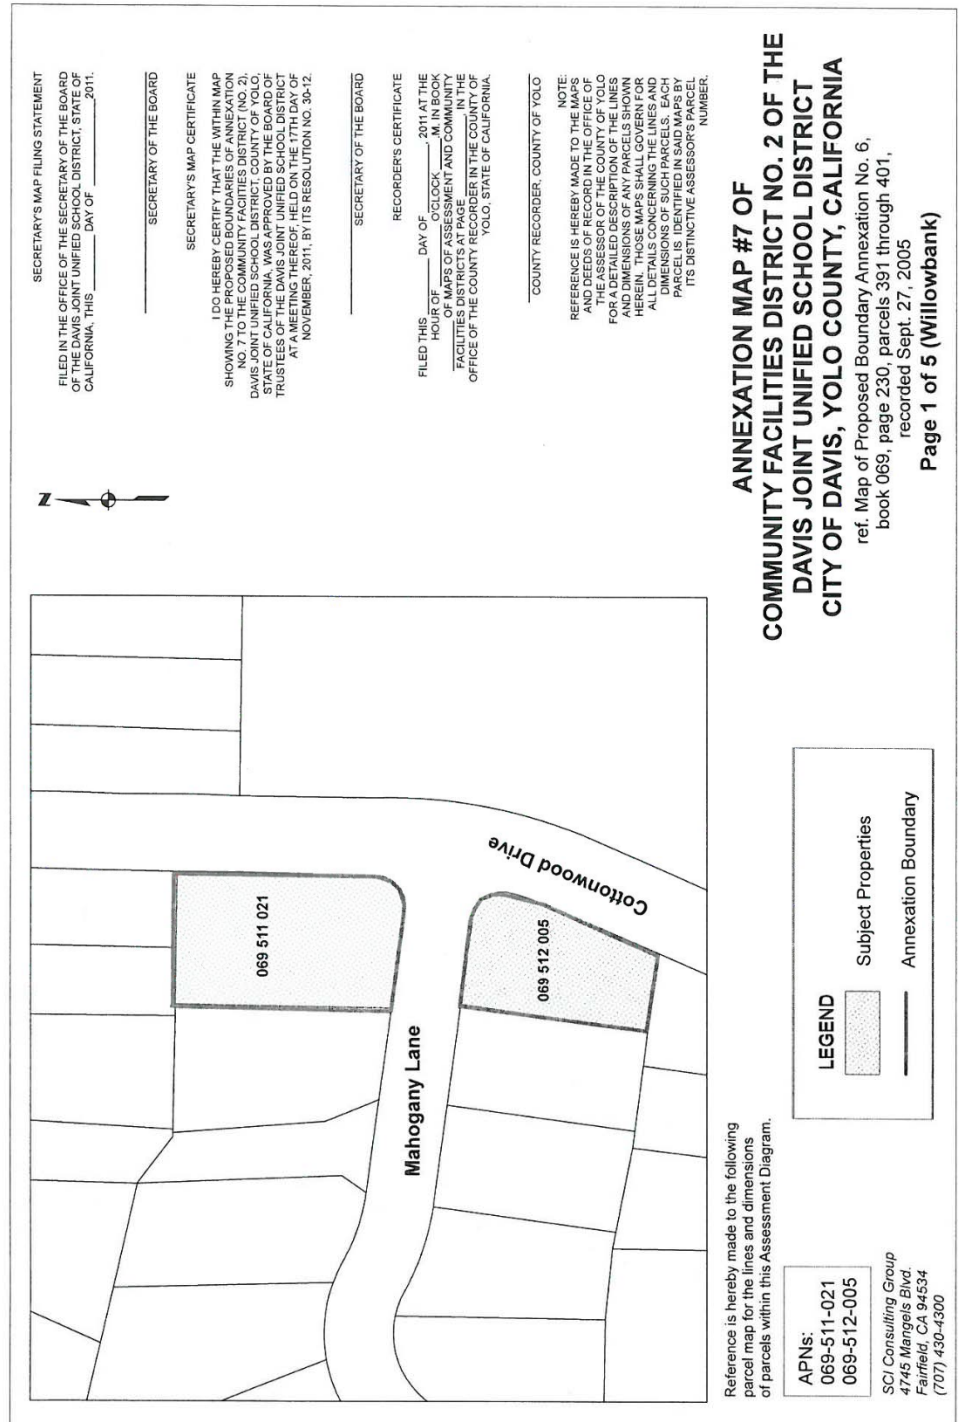 SECRETARY'S MAP FILING STATEMENT
FILED IN THE OFFICE OF THE SECRETARY OF THE BOARD
OF THE DAVIS JOINT UNIFIED SCHOOL DISTRICT, STATE OF
CALIFORNIA, THIS ______ DAY OF ____________ 2011.
SECRETARY OF THE BOARD
SECRETARY'S MAP CERTIFICATE
I DO HEREBY CERTIFY THAT THE WITHIN MAP
SHOWING THE PROPOSED BOUNDARIES OF ANNEXATION
NO. 7 TO THE COMMUNITY FACIITIES DISTRICT (NO. 2),
DAVIS JOINT UNIFIED SCHOOL DISTRICT, COUNTY OF YOLO,
STATE OF CALIFORNIA, WAS APPROVED BY THE BOARD OF
TRUSTEES OF THE DAVIS JOINT UNIFIED SCHOOL DISTRICT
AT A MEETING THEREOF, HELD ON THE 17TH DAY OF
NOVEMBER, 2011, BY ITS RESOLUTION NO. 30-12.
SECRETARY OF THE BOARD
RECORDER'S CERTIFICATE
FILED THIS ______ DAY OF ____________, 2011 AT THE
HOUR OF ______ O'CLOCK ______.M. IN BOOK
______ OF MAPS OF ASSESSMENT AND COMMUNITY
FACILITIES DISTRICTS AT PAGE ________, IN THE
OFFICE OF THE COUNTY RECORDER IN THE COUNTY OF
YOLO, STATE OF CALIFORNIA.
COUNTY RECORDER, COUNTY OF YOLO
NOTE:
REFERENCE IS HEREBY MADE TO THE MAPS
AND DEEDS OF RECORD IN THE OFFICE OF
THE ASSESSOR OF THE COUNTY OF YOLO
FOR A DETAILED DESCRIPTION OF THE LINES
AND DIMENSIONS OF ANY PARCELS SHOWN
HEREIN. THOSE MAPS SHALL GOVERN FOR
ALL DETAILS CONCERNING THE LINES AND
DIMENSIONS OF SUCH PARCELS. EACH
PARCEL IS IDENTIFIED IN SAID MAPS BY
ITS DISTINCTIVE ASSESSOR'S PARCEL
NUMBER.
N
069 511 021
069 512 005
Cottonwood Drive
Mahogany Lane
Reference is hereby made to the following
parcel map for the lines and dimensions
of parcels within this Assessment Diagram.
APNs:
069-511-021
069-512-005
SCI Consulting Group
4745 Mangels Blvd.
Fairfield, CA 94534
(707) 430-4300
LEGEND
Subject Properties
Annexation Boundary
ANNEXATION MAP #7 OF
COMMUNITY FACILITIES DISTRICT NO. 2 OF THE
DAVIS JOINT UNIFIED SCHOOL DISTRICT
CITY OF DAVIS, YOLO COUNTY, CALIFORNIA
ref. Map of Proposed Boundary Annexation No. 6,
book 069, page 230, parcels 391 through 401,
recorded Sept. 27, 2005
Page 1 of 5 (Willowbank)